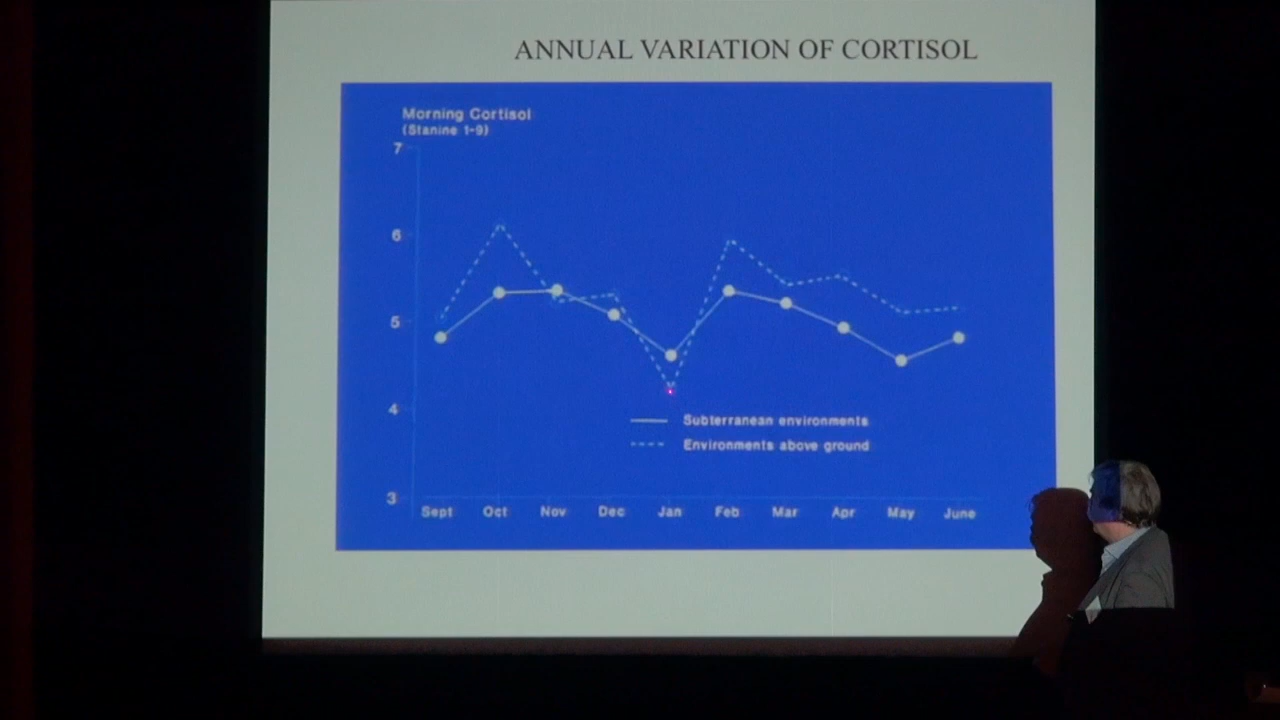 ANNUAL VARIATION OF CORTISOL
Morning Cortisol
(Stanine 1-9)
7
6
5
4
3
Subterranean environments
Environments above ground
Sept Oct Nov Dec Jan Feb Mar Apr May June